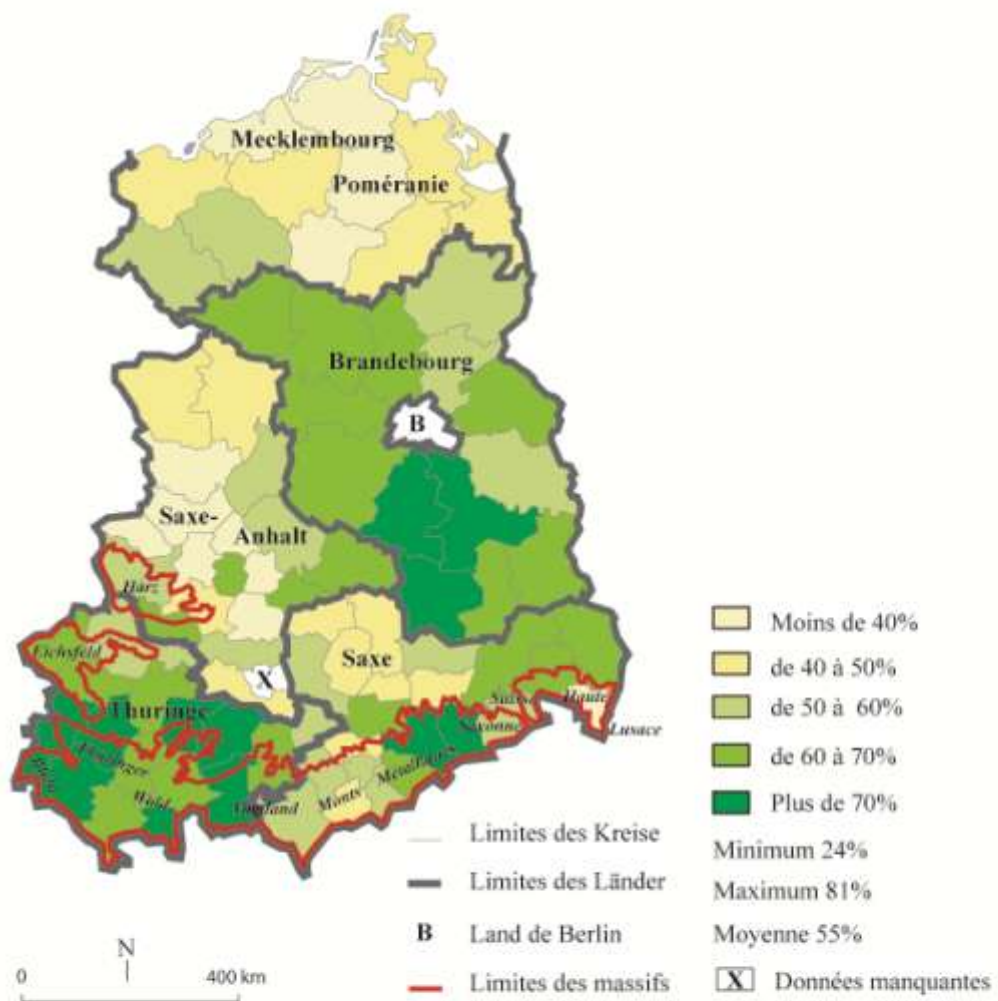 Mecklembourg
Poméranie
Brandebourg
B
Saxe-
Anhalt
Harz
Eichsfeld
Saxe
X
Thuringe
Haute
Lusace
Saxonne
Thüringer
Wald
Vogtland
Monts
Métallifères
Moins de 40%
de 40 à 50%
de 50 à 60%
de 60 à 70%
Plus de 70%
Minimum 24%
Maximum 81%
Moyenne 55%
X Données manquantes
Limites des Kreise
Limites des Länder
B Land de Berlin
Limites des massifs
N
0 400 km